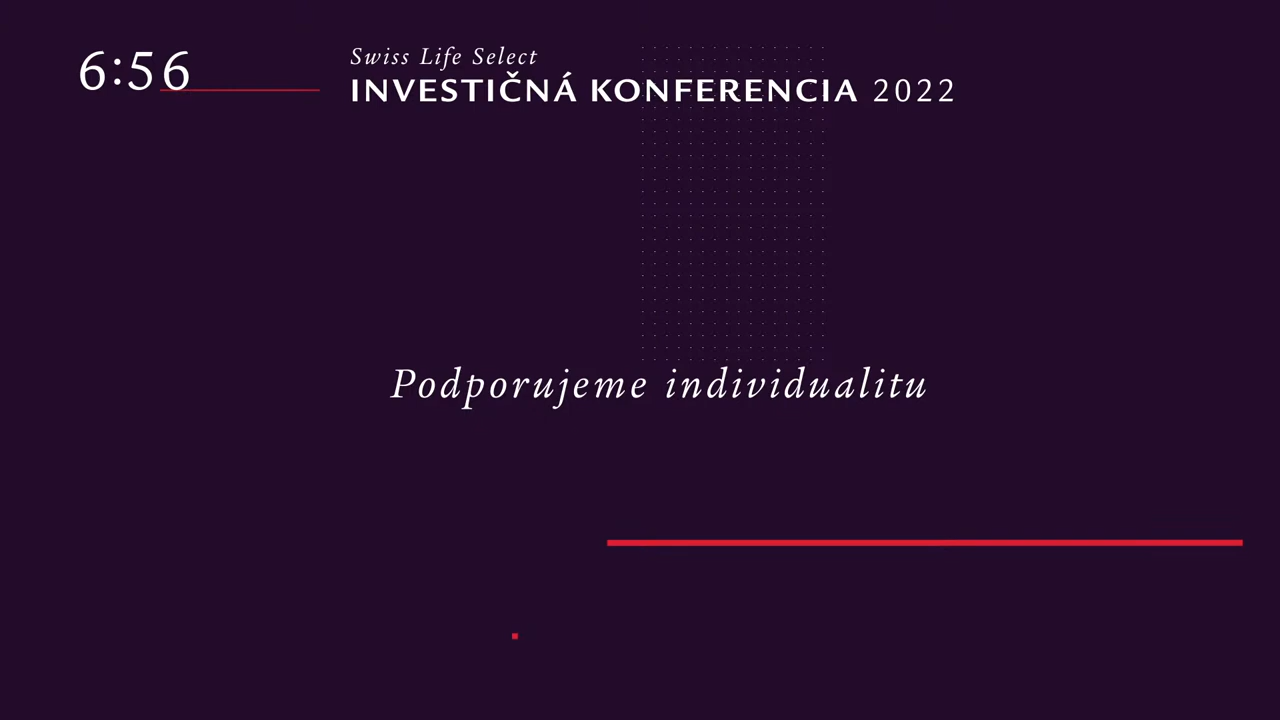 6:56
Swiss Life Select
INVESTIČNÁ KONFERENCIA 2022
Podporujeme individualitu